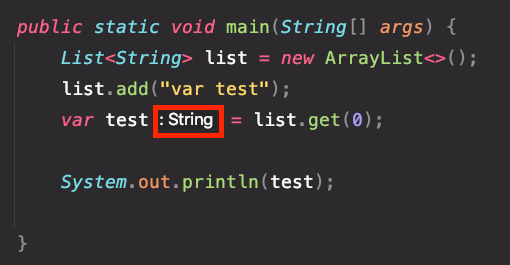 public static void main(String[] args) {
List<String> list = new ArrayList<>();
list.add("var test");
var test : String = list.get(0);
System.out.println(test);
}